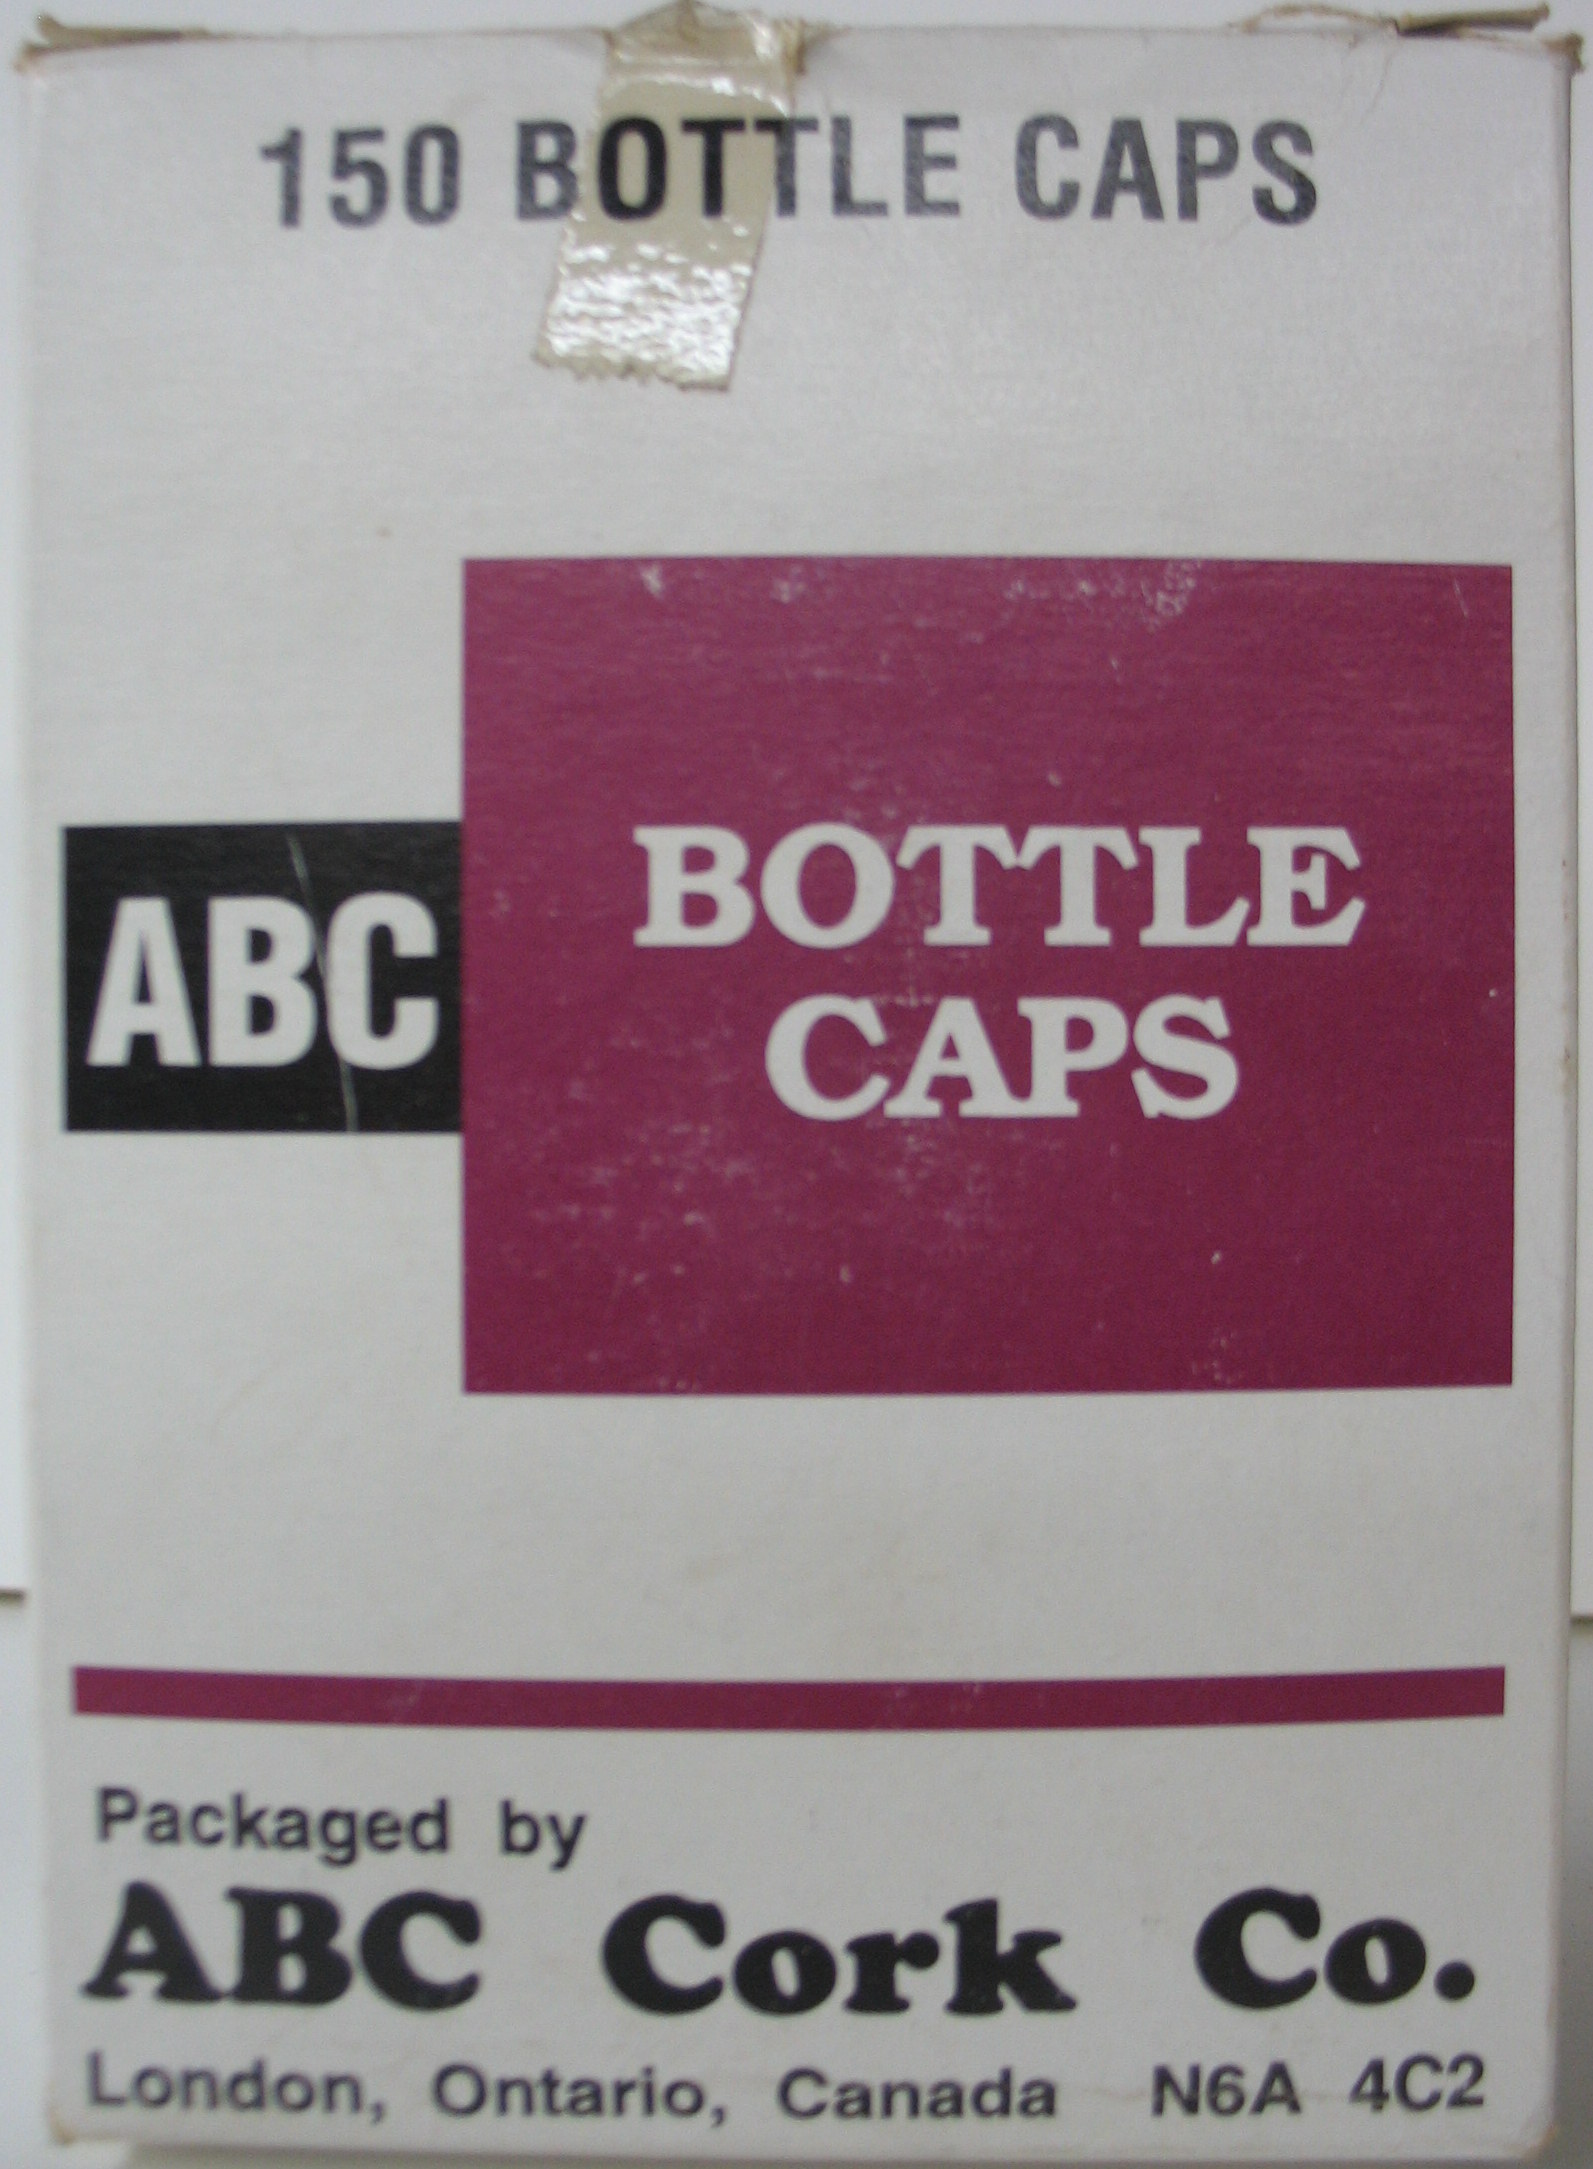 150 BOTTLE CAPS
ABC
BOTTLE
CAPS
Packaged by
ABC Cork Co.
London, Ontario, Canada N6A 4C2